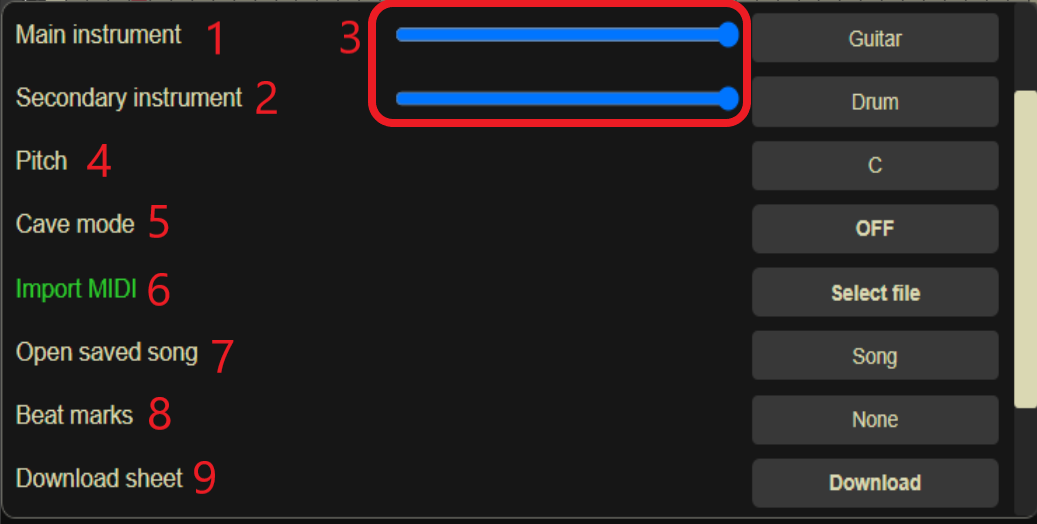 Main instrument 1 3 Guitar
Secondary instrument 2 Drum
Pitch 4 C
Cave mode 5 OFF
Import MIDI 6 Select file
Open saved song 7 Song
Beat marks 8 None
Download sheet 9 Download